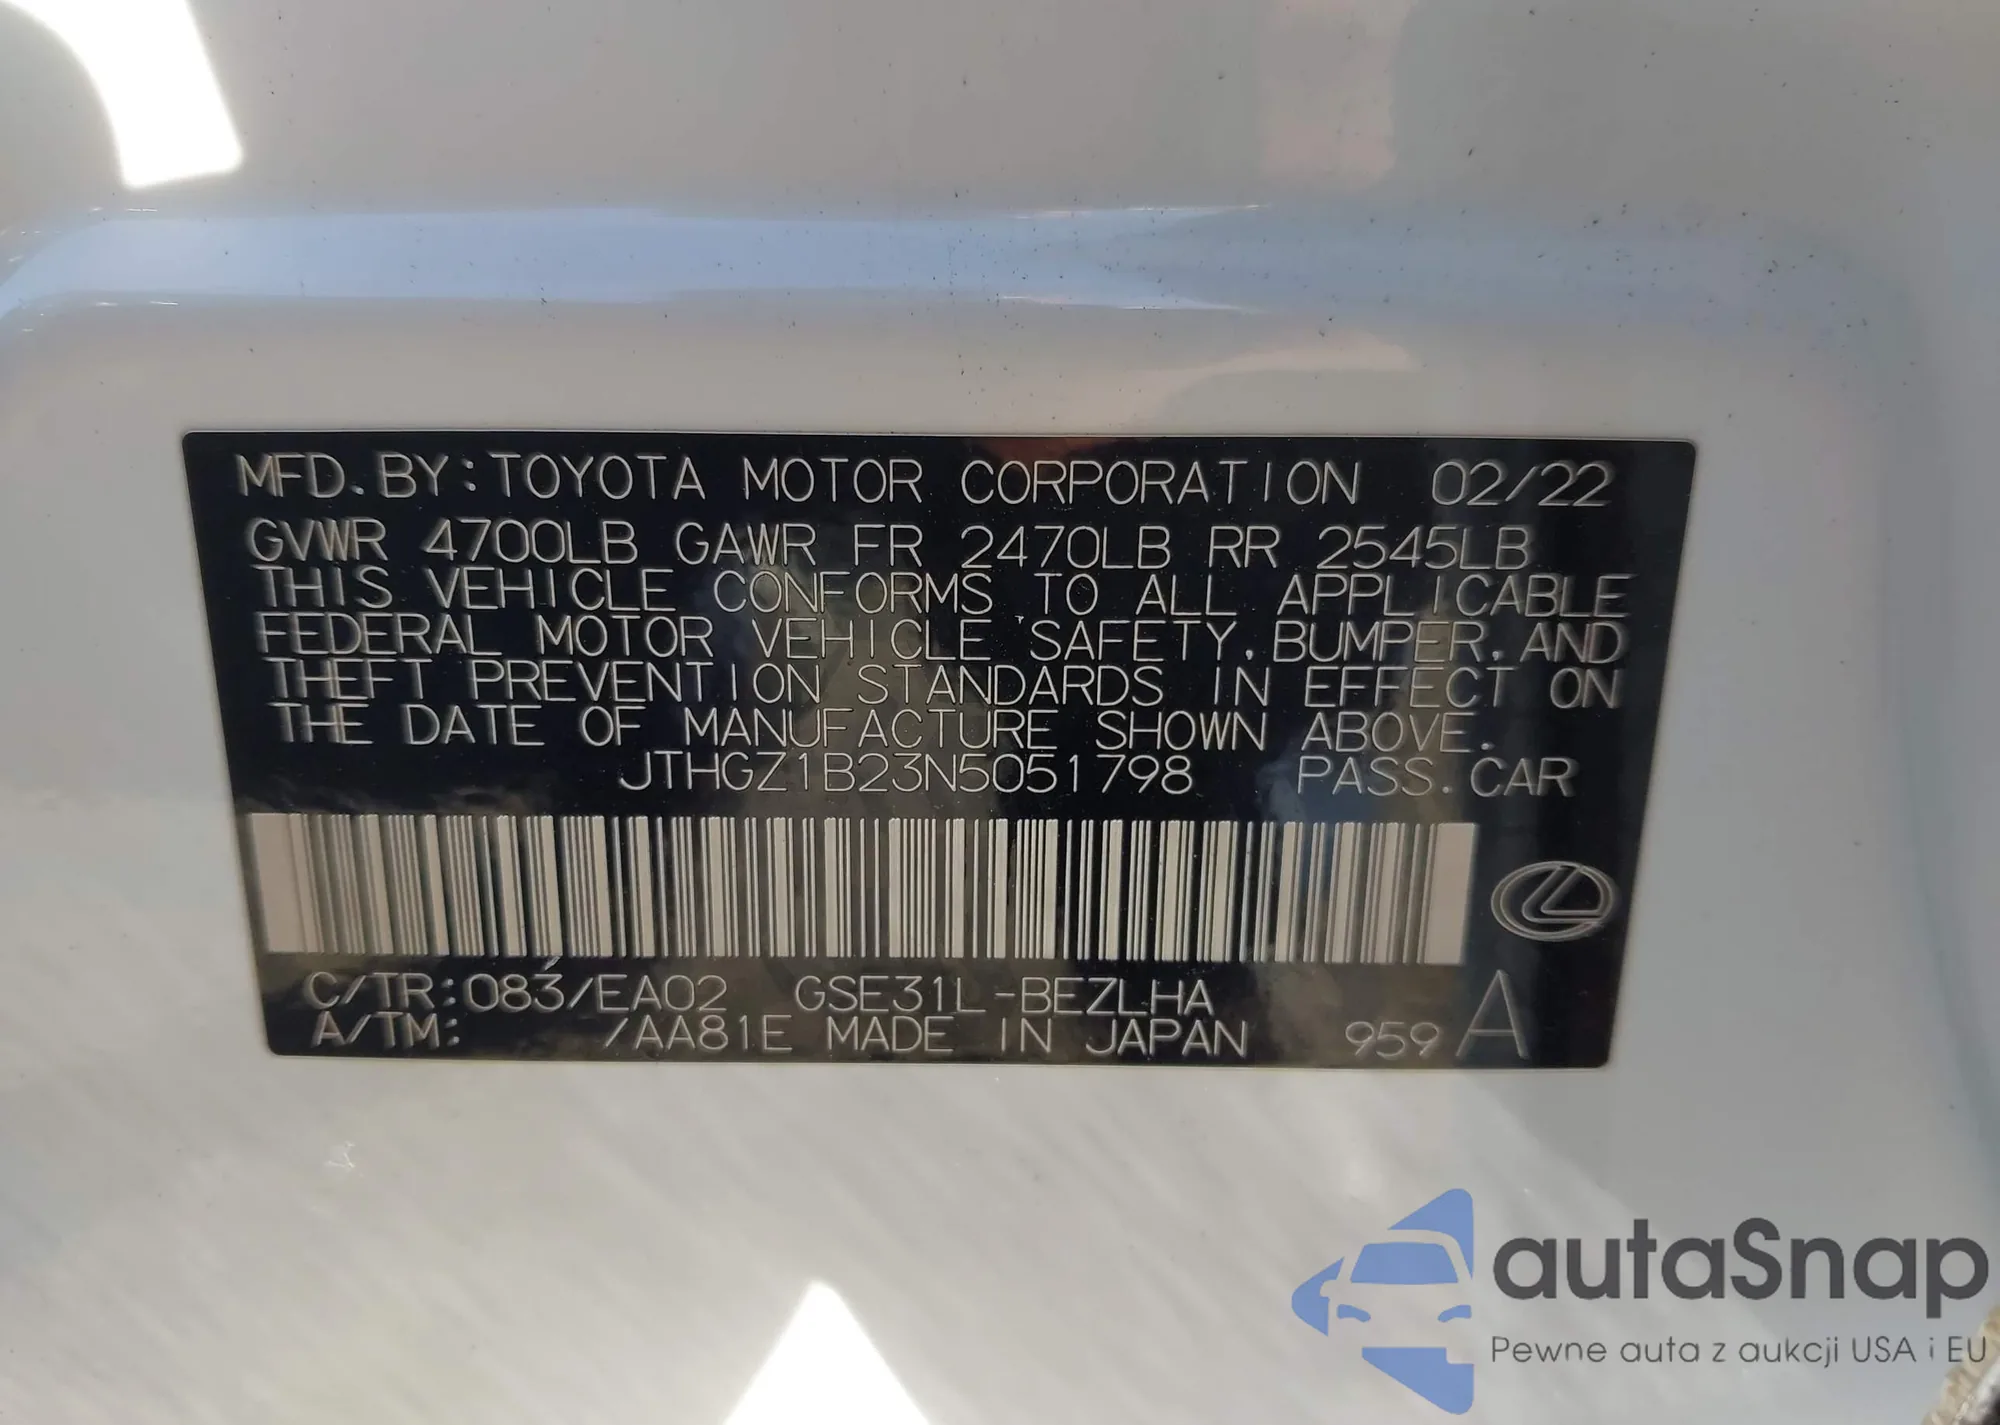 MFD. BY: TOYOTA MOTOR CORPORATION 02/22
GVWR 4700LB GAWR FR 2470LB RR 2545LB
THIS VEHICLE CONFORMS TO ALL APPLICABLE
FEDERAL MOTOR VEHICLE SAFETY, BUMPER, AND
THEFT PREVENTION STANDARDS IN EFFECT ON
THE DATE OF MANUFACTURE SHOWN ABOVE.
JTHGZ1B23N5051798 PASS. CAR
C/TR:083/EA02 GSE31L-BEZLHA
A/TM: /AA81E MADE IN JAPAN 959 A
autaSnap
Pewne auta z aukcji USA i EU